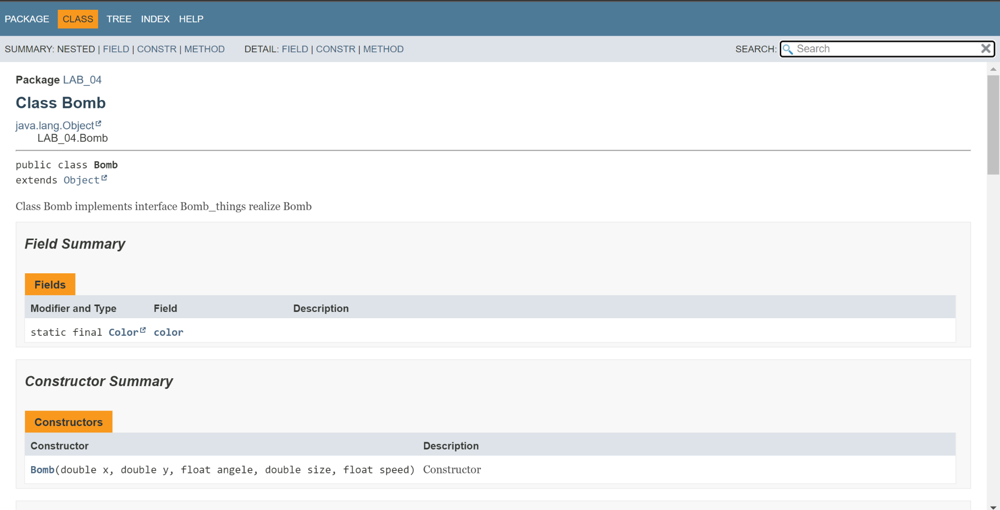 PACKAGE CLASS TREE INDEX HELP
SUMMARY: NESTED | FIELD | CONSTR | METHOD DETAIL: FIELD | CONSTR | METHOD SEARCH: Search
Package LAB_04
Class Bomb
java.lang.Object
LAB_04.Bomb
public class Bomb
extends Object
Class Bomb implements interface Bomb_things realize Bomb
Field Summary
Fields
Modifier and Type Field Description
static final Color color
Constructor Summary
Constructors
Constructor Description
Bomb(double x, double y, float angele, double size, float speed) Constructor